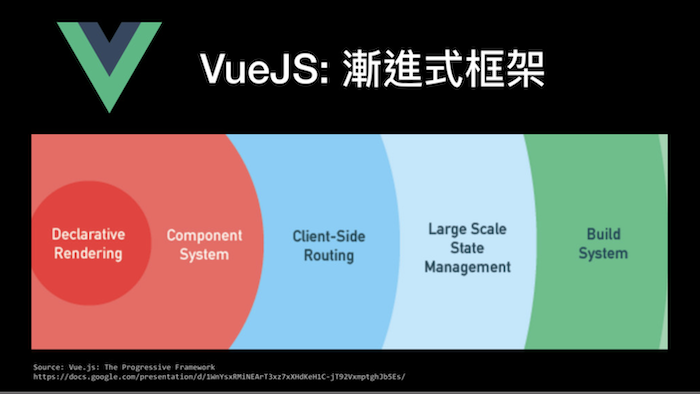 VueJS: 漸進式框架
Declarative
Rendering
Component
System
Client-Side
Routing
Large Scale
State
Management
Build
System
Source: Vue.js: The Progressive Framework
https://docs.google.com/presentation/d/1WnYsxRMiNEArT3xz7xXHdKeH1C-jT92VxmptghJb5Es/